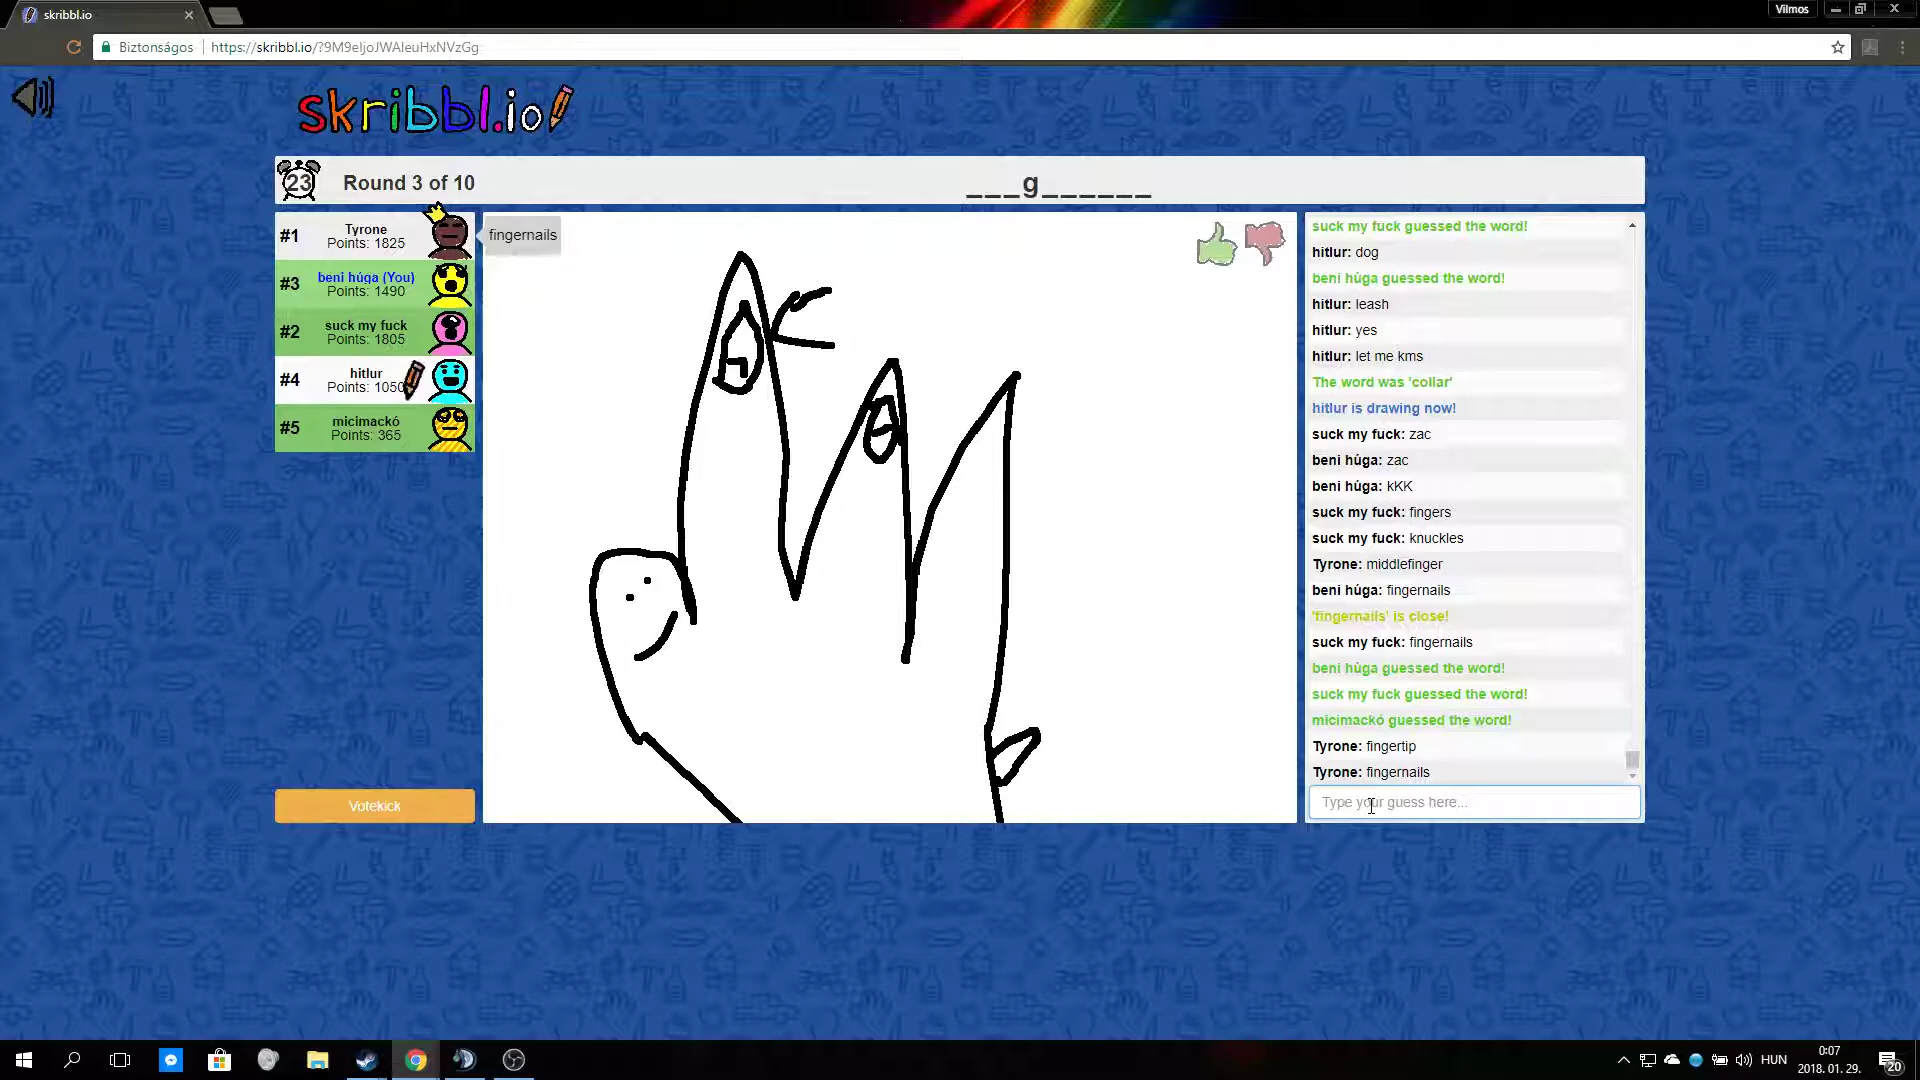 skribbl.io
Vilmos
Biztonságos
https://skribbl.io/?9M9eIjoJWAleuHxNVzGg
skribbl.io
23
Round 3 of 10
___g______
#1
Tyrone
Points: 1825
fingernails
#3
beni húga (You)
Points: 1490
#2
suck my fuck
Points: 1805
#4
hitlur
Points: 1050
#5
micimackó
Points: 365
Votekick
suck my fuck guessed the word!
hitlur: dog
beni húga guessed the word!
hitlur: leash
hitlur: yes
hitlur: let me kms
The word was 'collar'
hitlur is drawing now!
suck my fuck: zac
beni húga: zac
beni húga: kKK
suck my fuck: fingers
suck my fuck: knuckles
Tyrone: middlefinger
beni húga: fingernails
'fingernails' is close!
suck my fuck: fingernails
beni húga guessed the word!
suck my fuck guessed the word!
micimackó guessed the word!
Tyrone: fingertip
Tyrone: fingernails
Type your guess here...
HUN
0:07
2018. 01. 29.
20